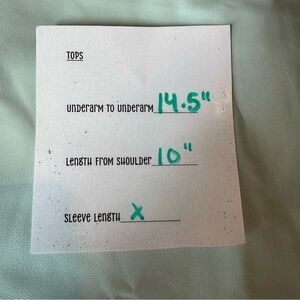 TOPS
UNDERARM TO UNDERARM 14.5"
LENGTH FROM SHOULDER 10"
SLEEVE LENGTH X